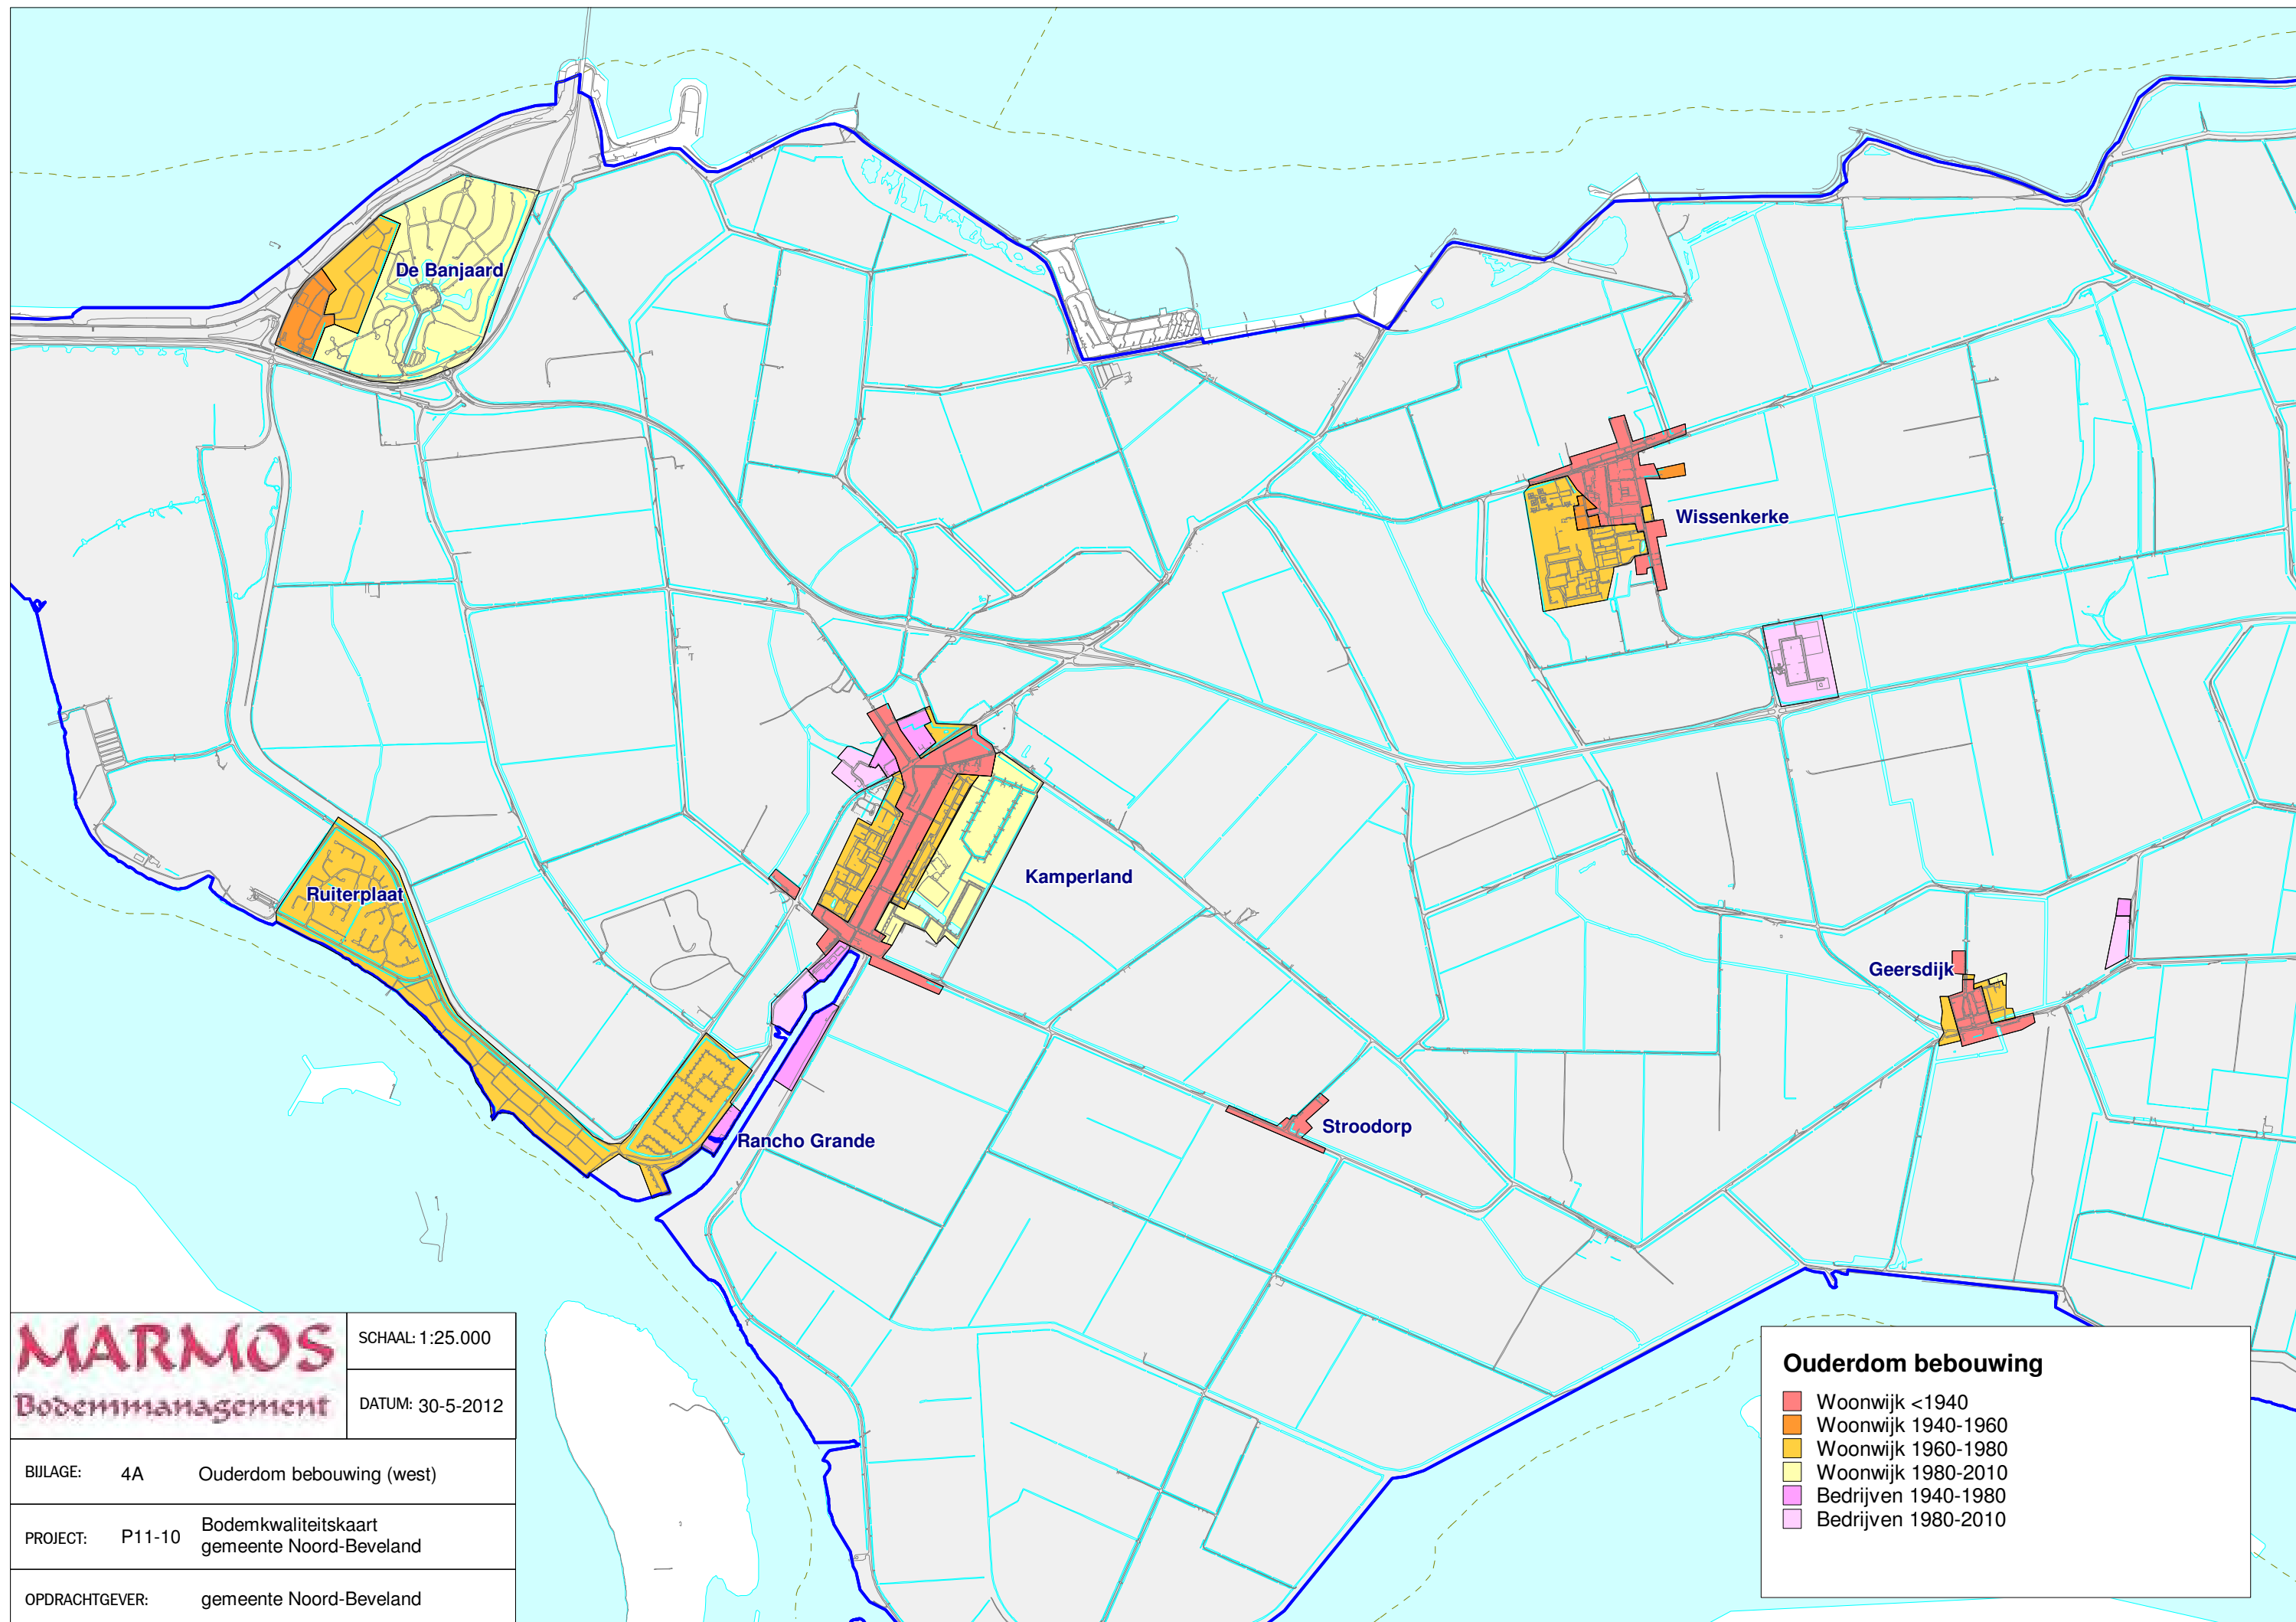 De Banjaard
Wissenkerke
Kamperland
Ruiterplaat
Geersdijk
Stroodorp
Rancho Grande
MARMOS
Bodemmanagement
SCHAAL: 1:25.000
DATUM: 30-5-2012
BIJLAGE: 4A Ouderdom bebouwing (west)
PROJECT: P11-10 Bodemkwaliteitskaart
gemeente Noord-Beveland
OPDRACHTGEVER: gemeente Noord-Beveland
Ouderdom bebouwing
Woonwijk <1940
Woonwijk 1940-1960
Woonwijk 1960-1980
Woonwijk 1980-2010
Bedrijven 1940-1980
Bedrijven 1980-2010